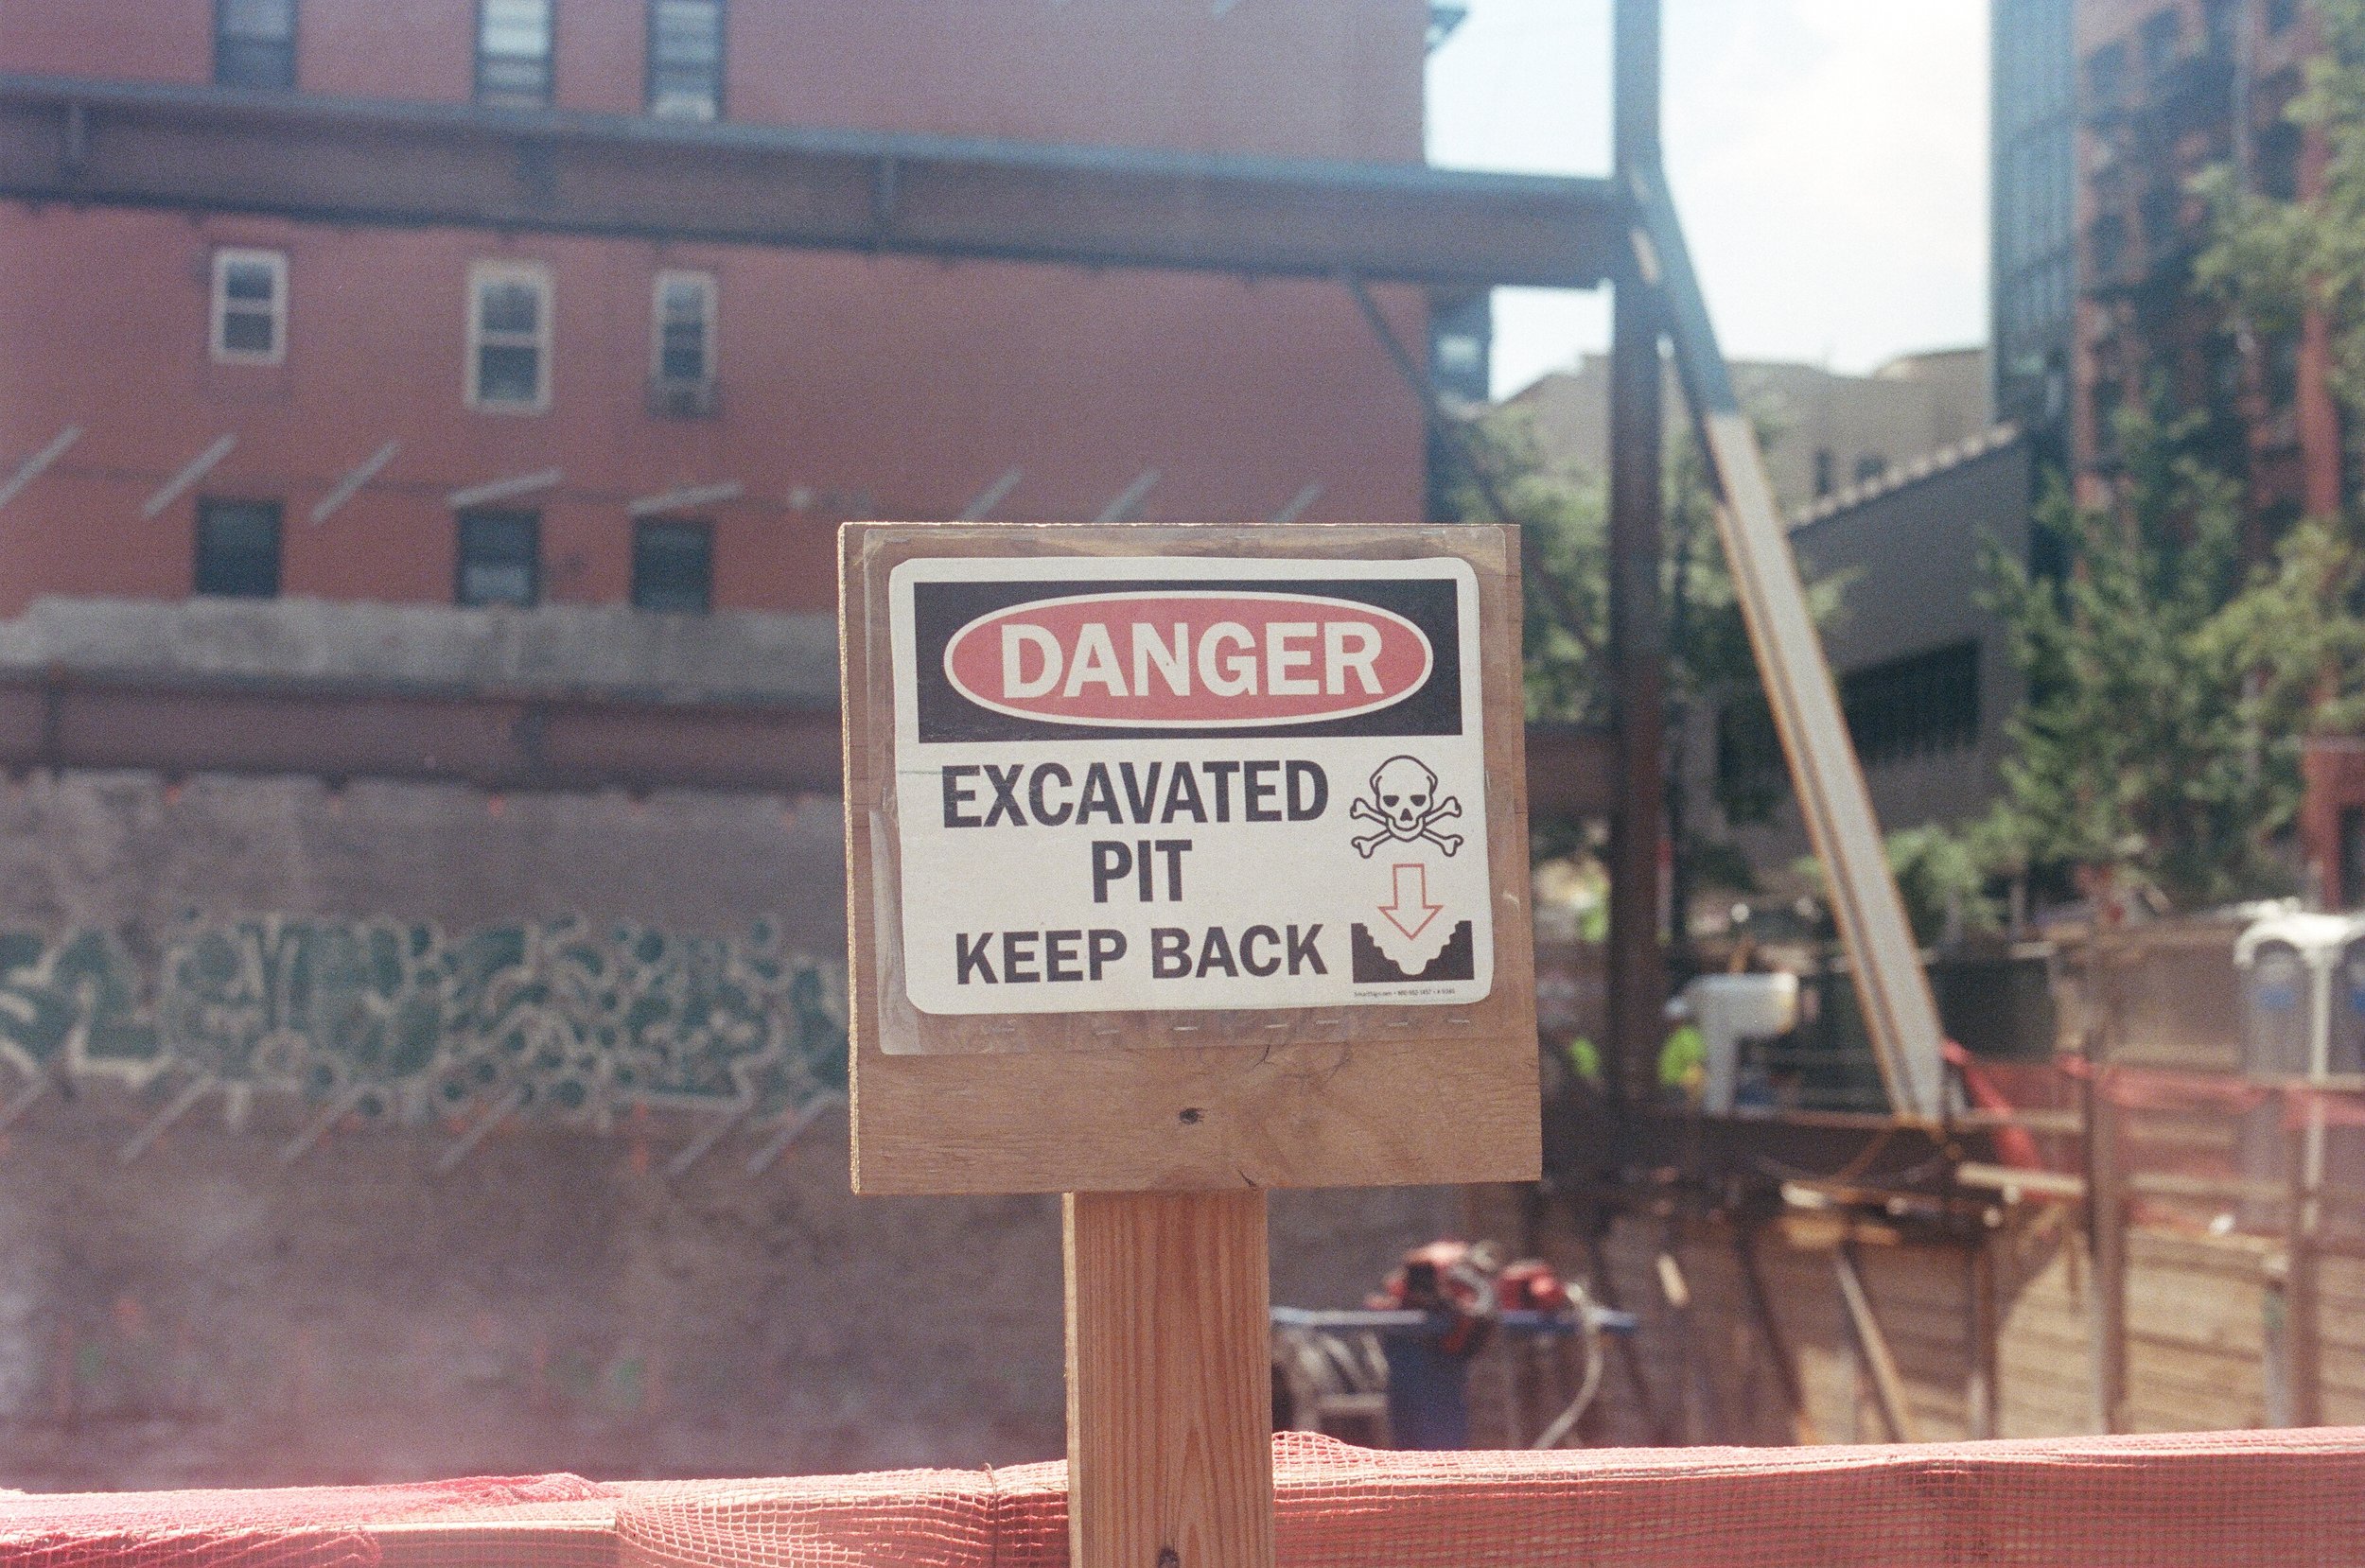 DANGER
EXCAVATED
PIT
KEEP BACK